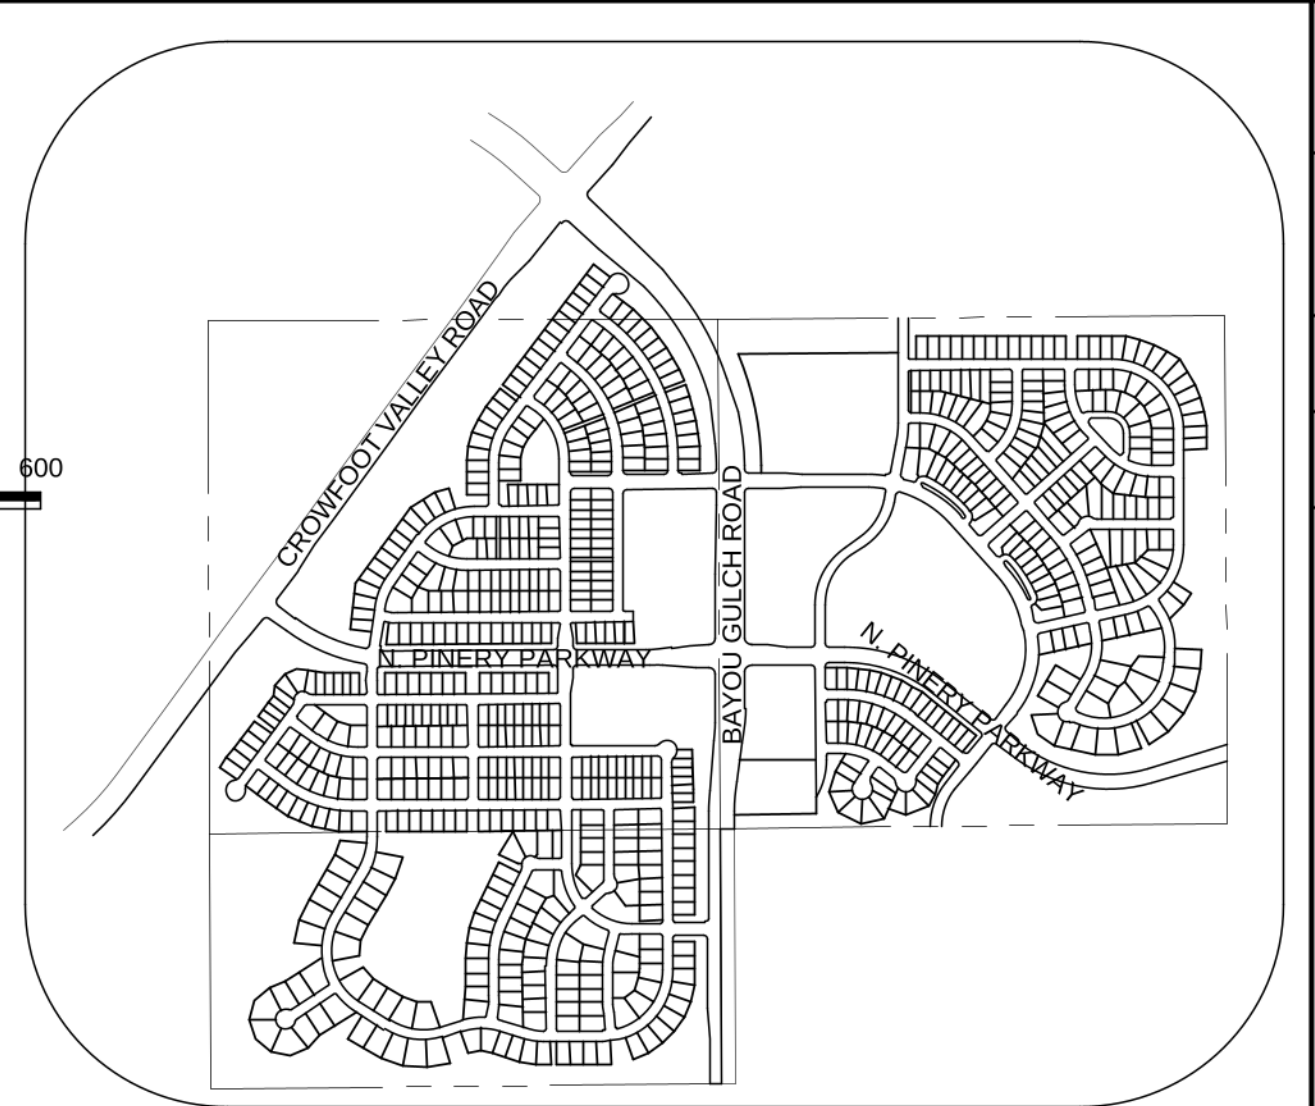 CROWFOOT VALLEY ROAD
600
BAYOU GULCH ROAD
N. PINERY PARKWAY
N. PINERY PARKWAY